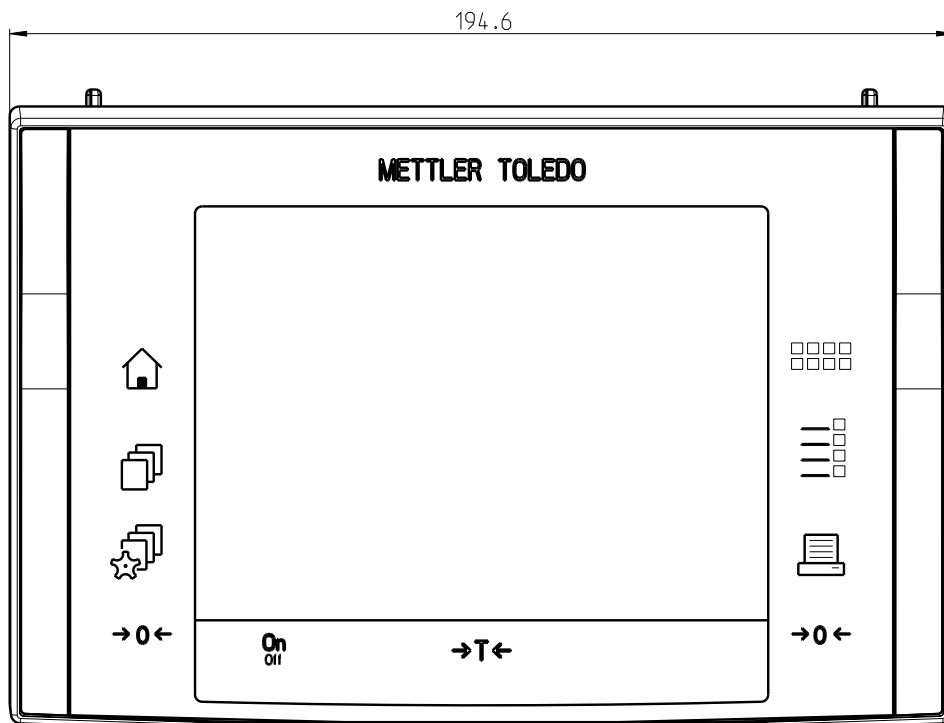 194.6
METTLER TOLEDO
→0←
On
Off
→T←
→0←